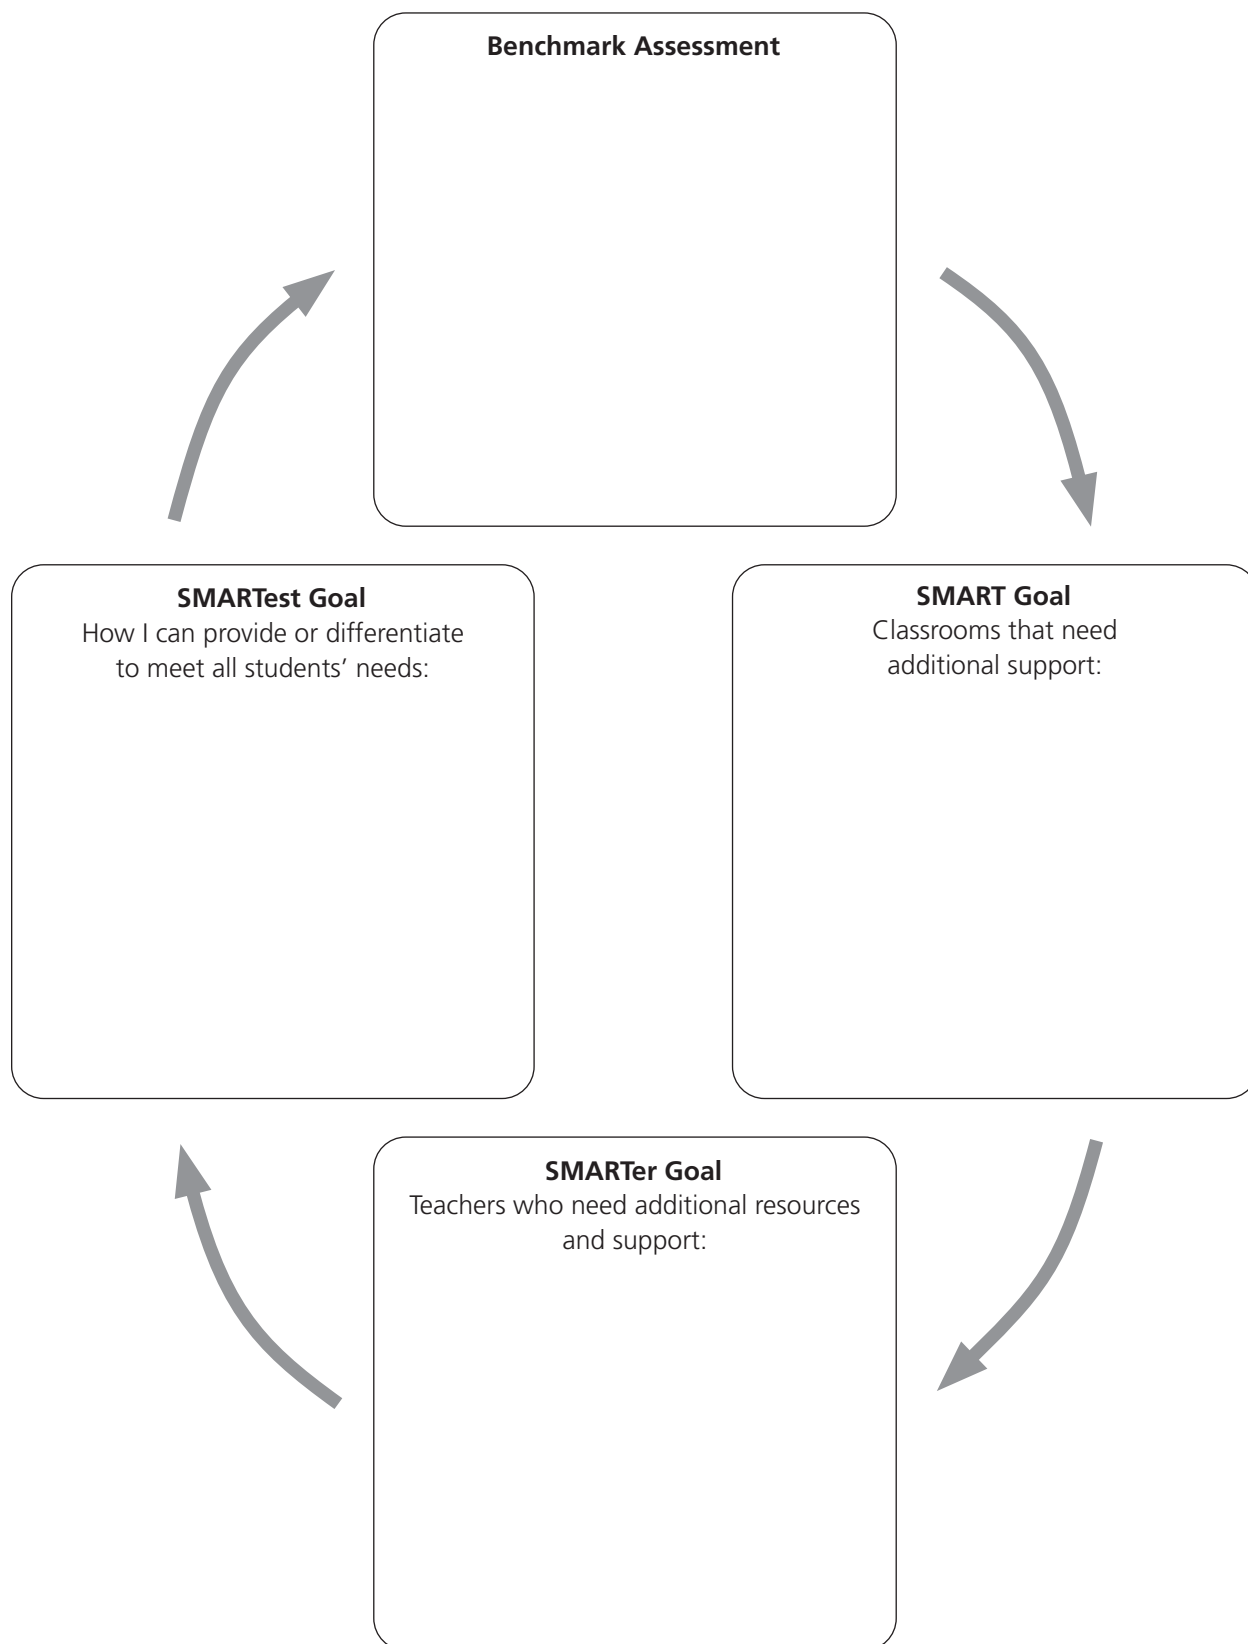 Benchmark Assessment
SMARTest Goal
How I can provide or differentiate
to meet all students’ needs:
SMART Goal
Classrooms that need
additional support:
SMARTer Goal
Teachers who need additional resources
and support: